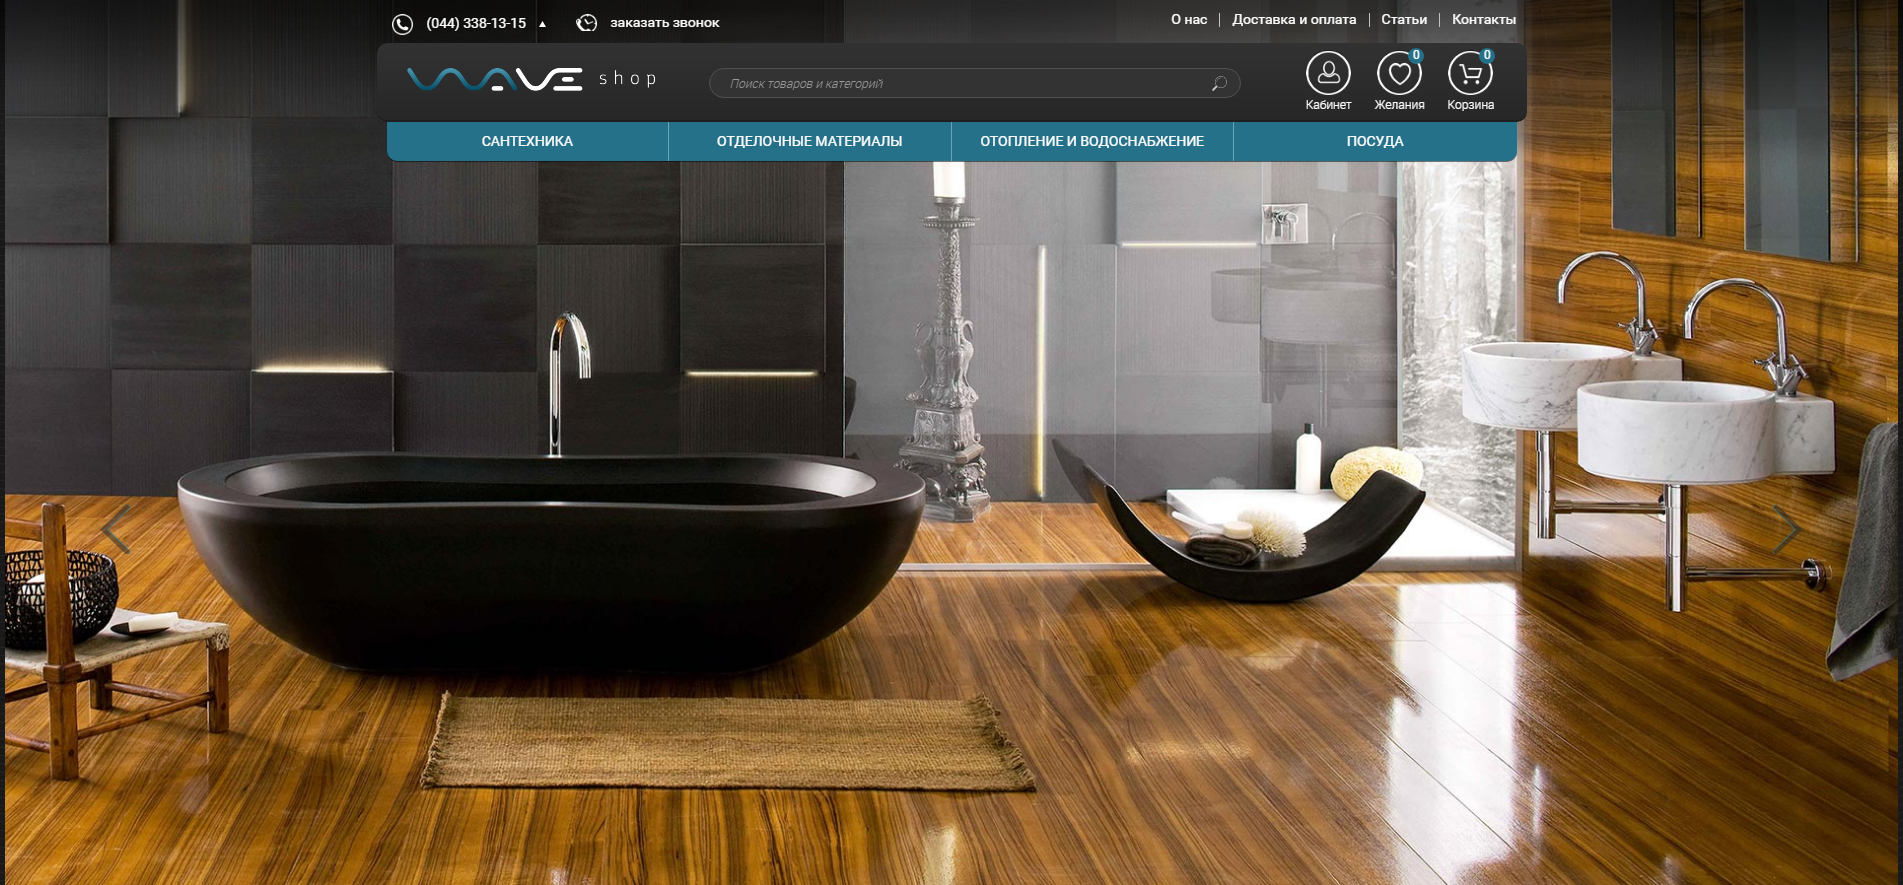 (044) 338-13-15 ▲ заказать звонок
О нас | Доставка и оплата | Статьи | Контакты
WAVE shop
Поиск товаров и категорий
0 0
Кабинет Желания Корзина
САНТЕХНИКА ОТДЕЛОЧНЫЕ МАТЕРИАЛЫ ОТОПЛЕНИЕ И ВОДОСНАБЖЕНИЕ ПОСУДА